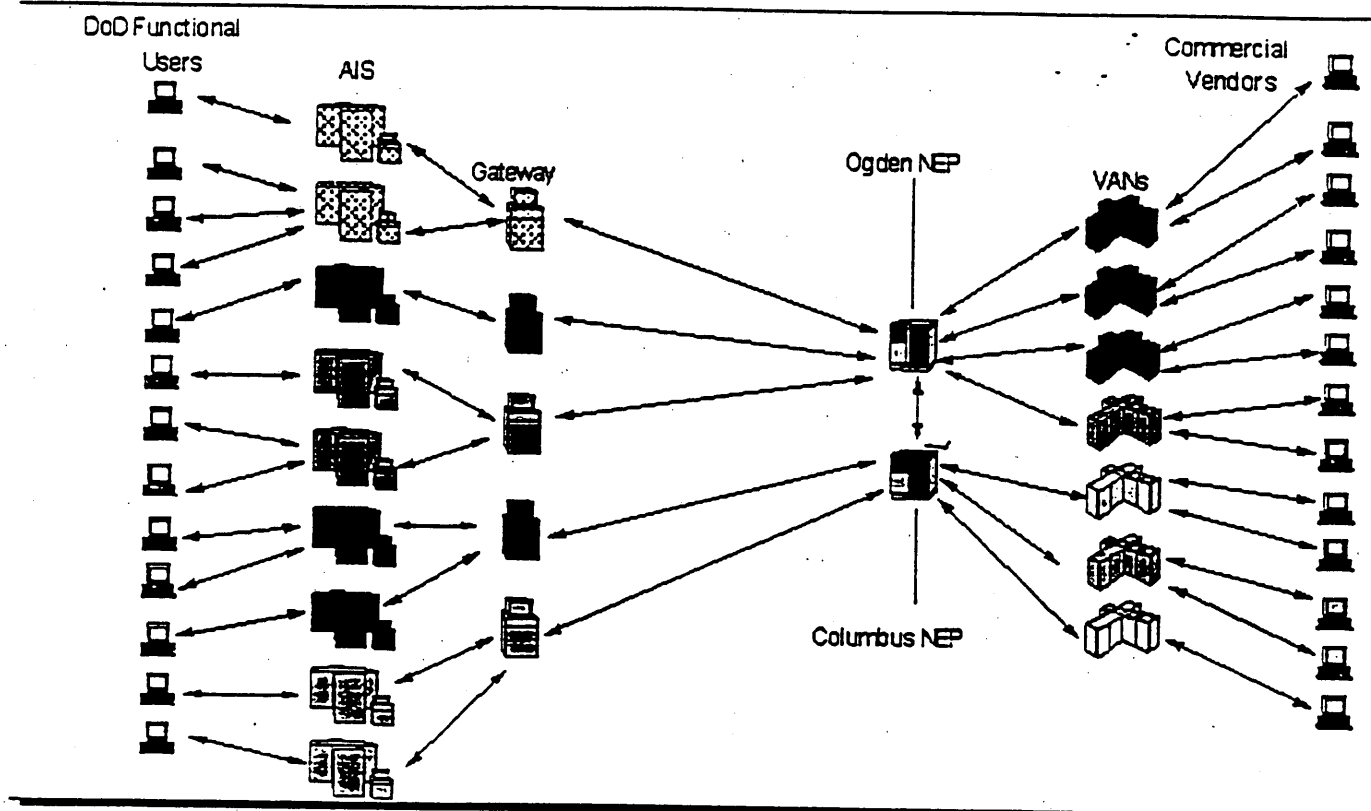 DoD Functional
Users
AIS
Gateway
Ogden NEP
Columbus NEP
VANs
Commercial
Vendors